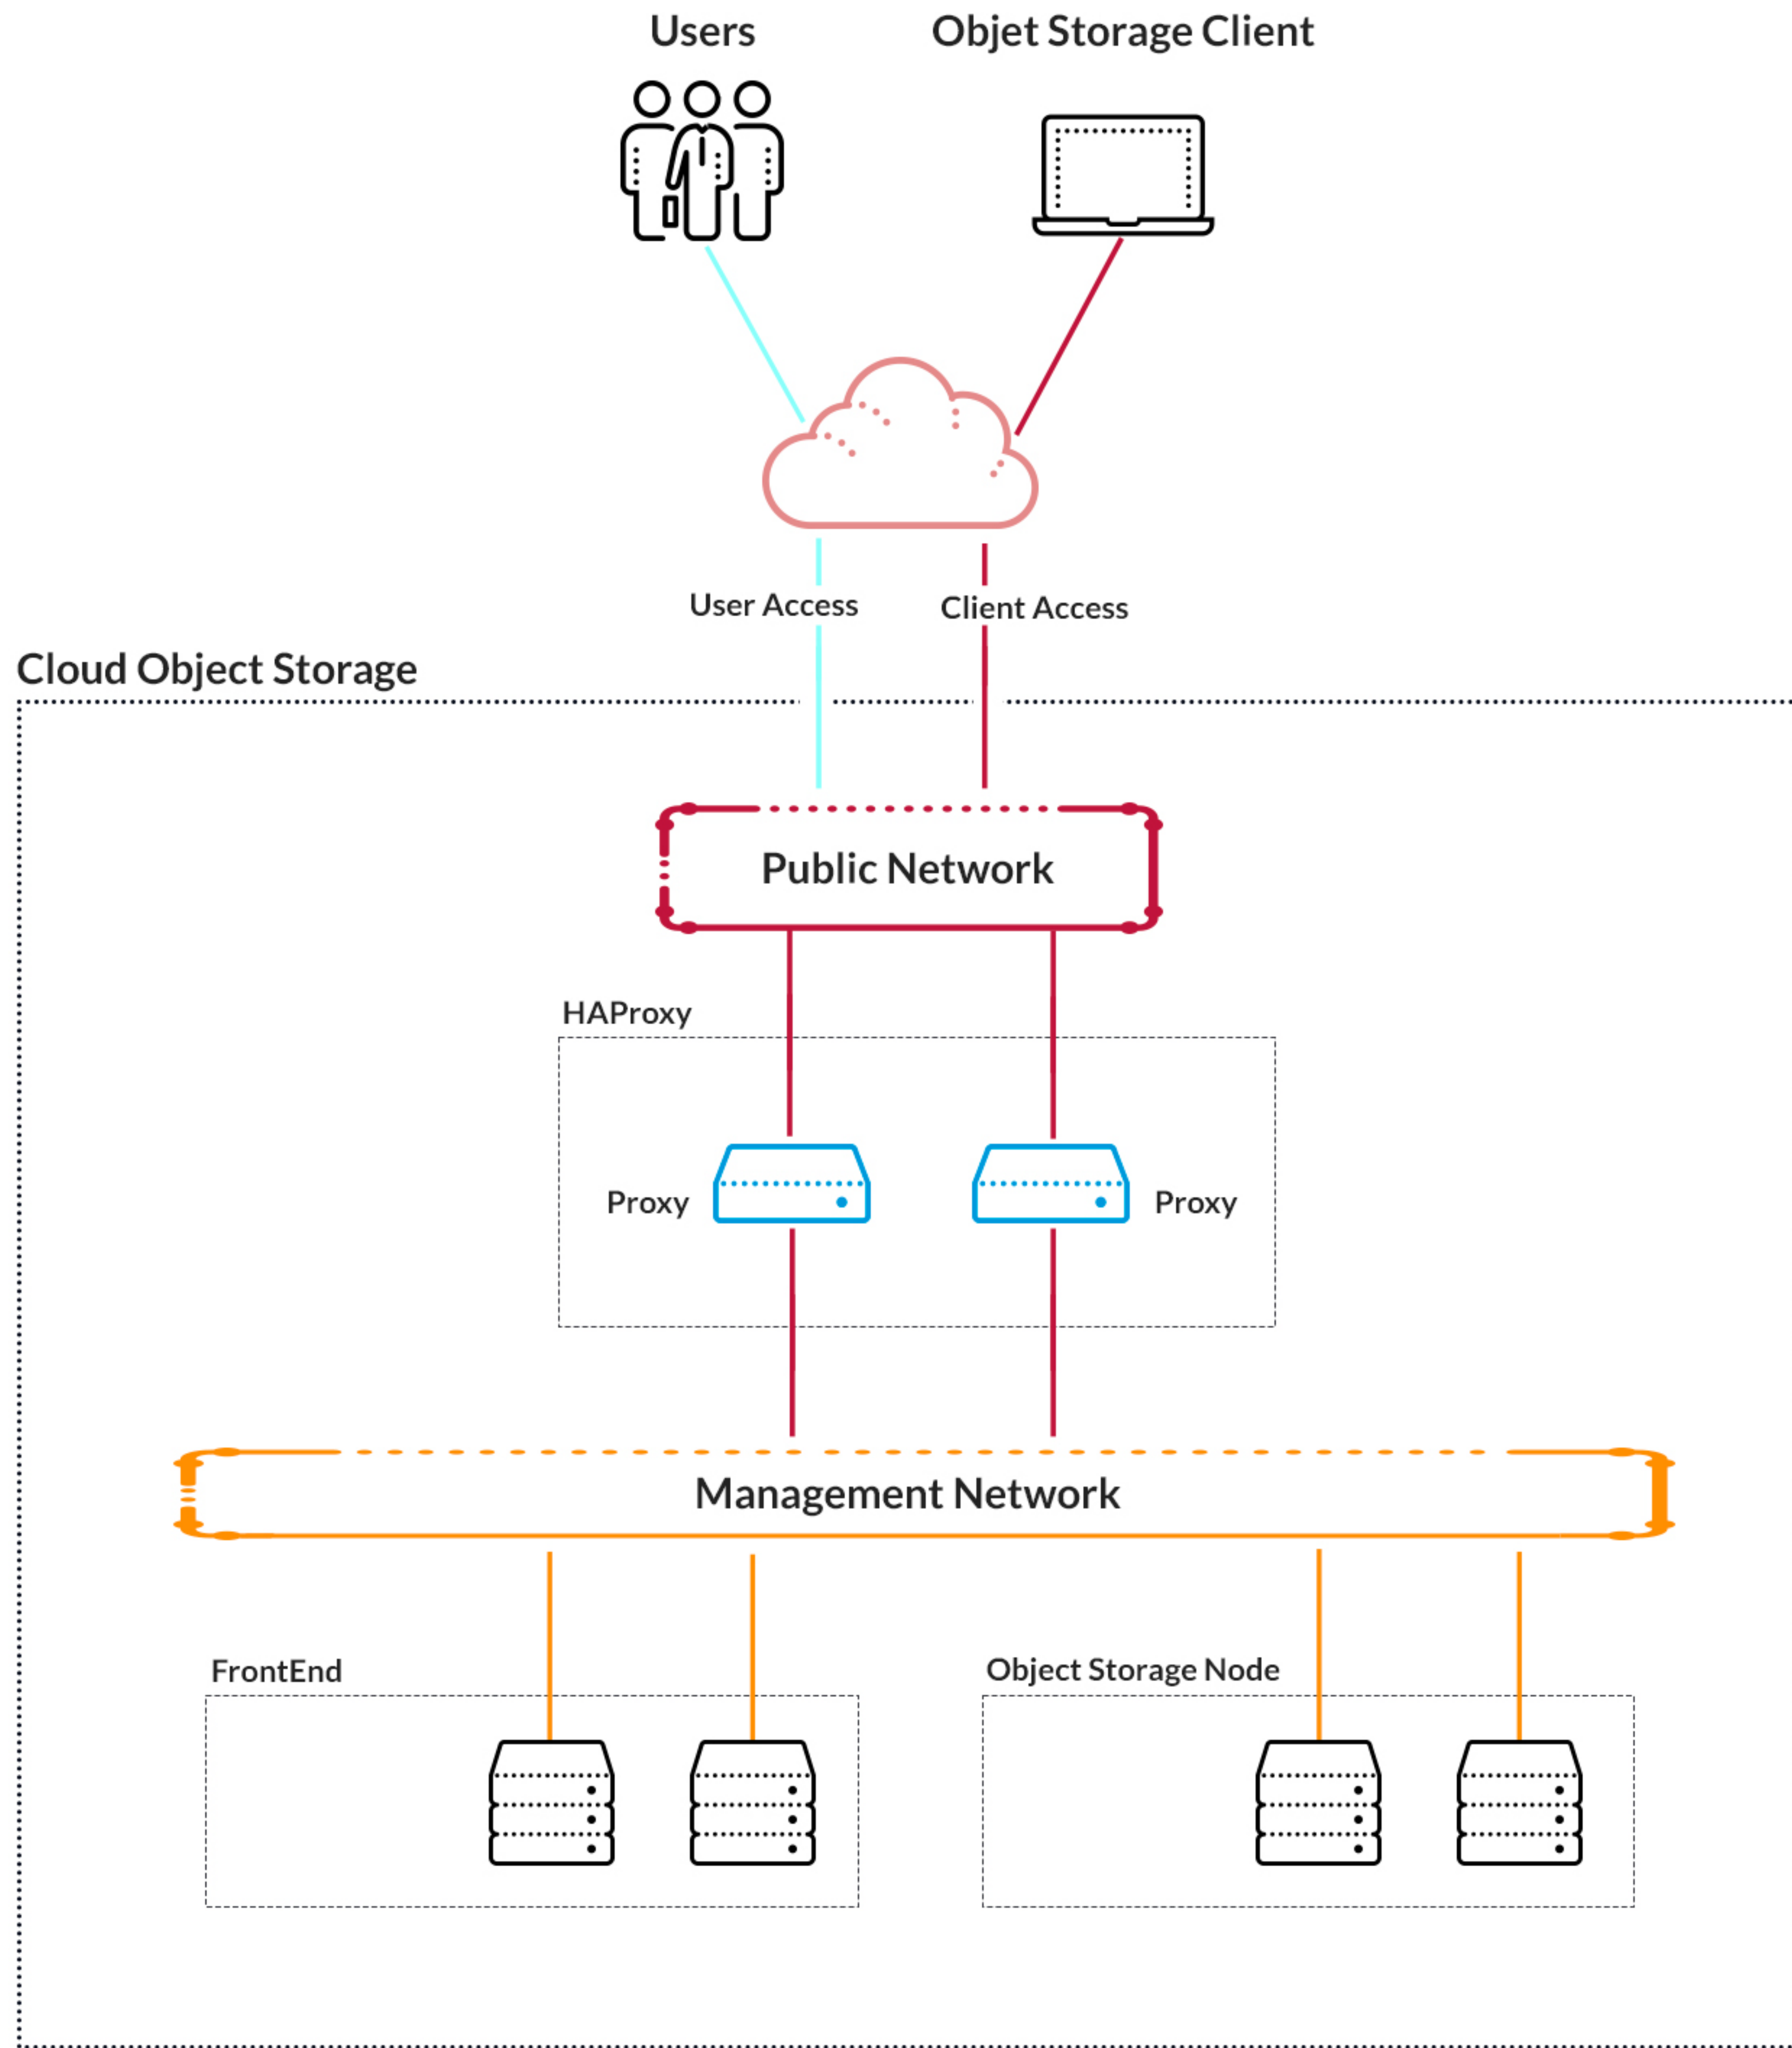 Users
Objet Storage Client
User Access
Client Access
Cloud Object Storage
Public Network
HAProxy
Proxy
Proxy
Management Network
FrontEnd
Object Storage Node